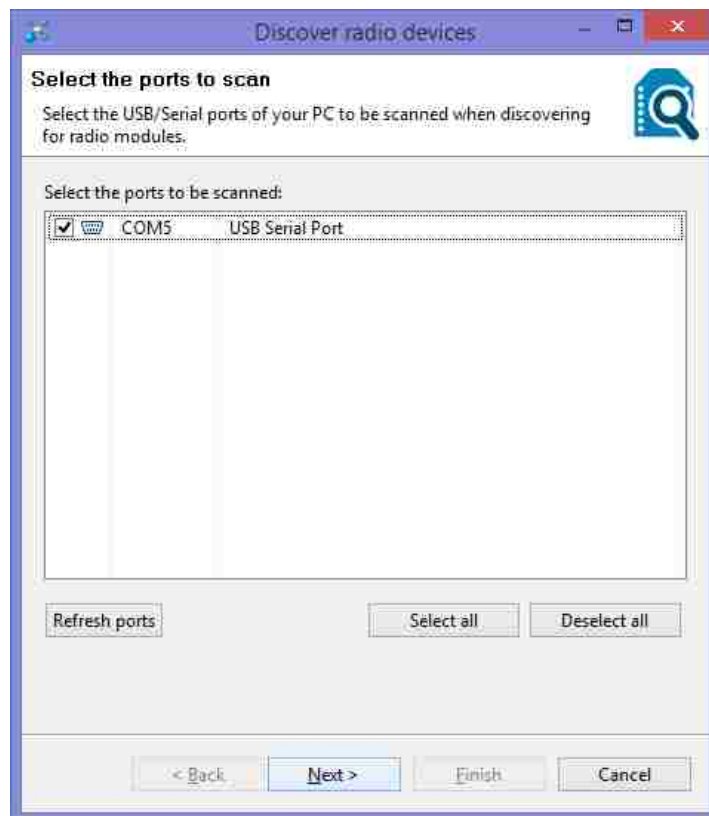 Discover radio devices
Select the ports to scan
Select the USB/Serial ports of your PC to be scanned when discovering
for radio modules.
Select the ports to be scanned:
COM5 USB Serial Port
Refresh ports Select all Deselect all
< Back Next > Finish Cancel